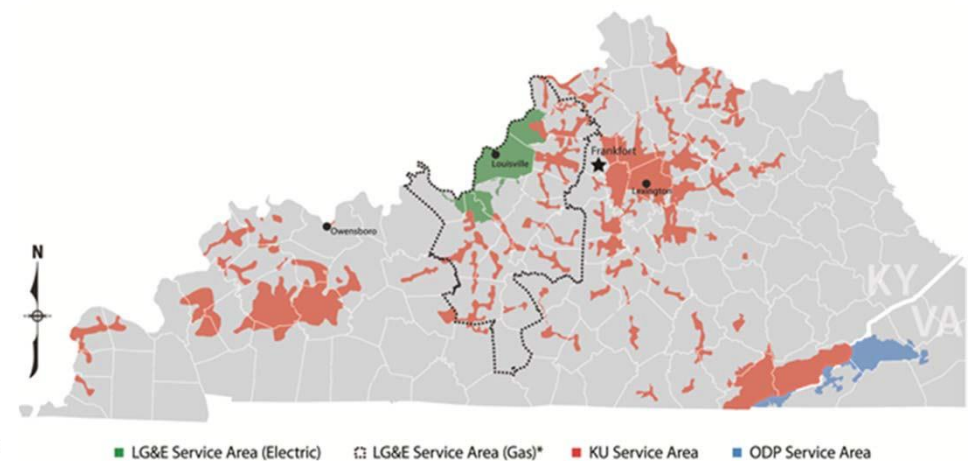 Frankfort
Louisville
Lexington
Owensboro
N
KY
VA
LG&E Service Area (Electric)
LG&E Service Area (Gas)*
KU Service Area
ODP Service Area